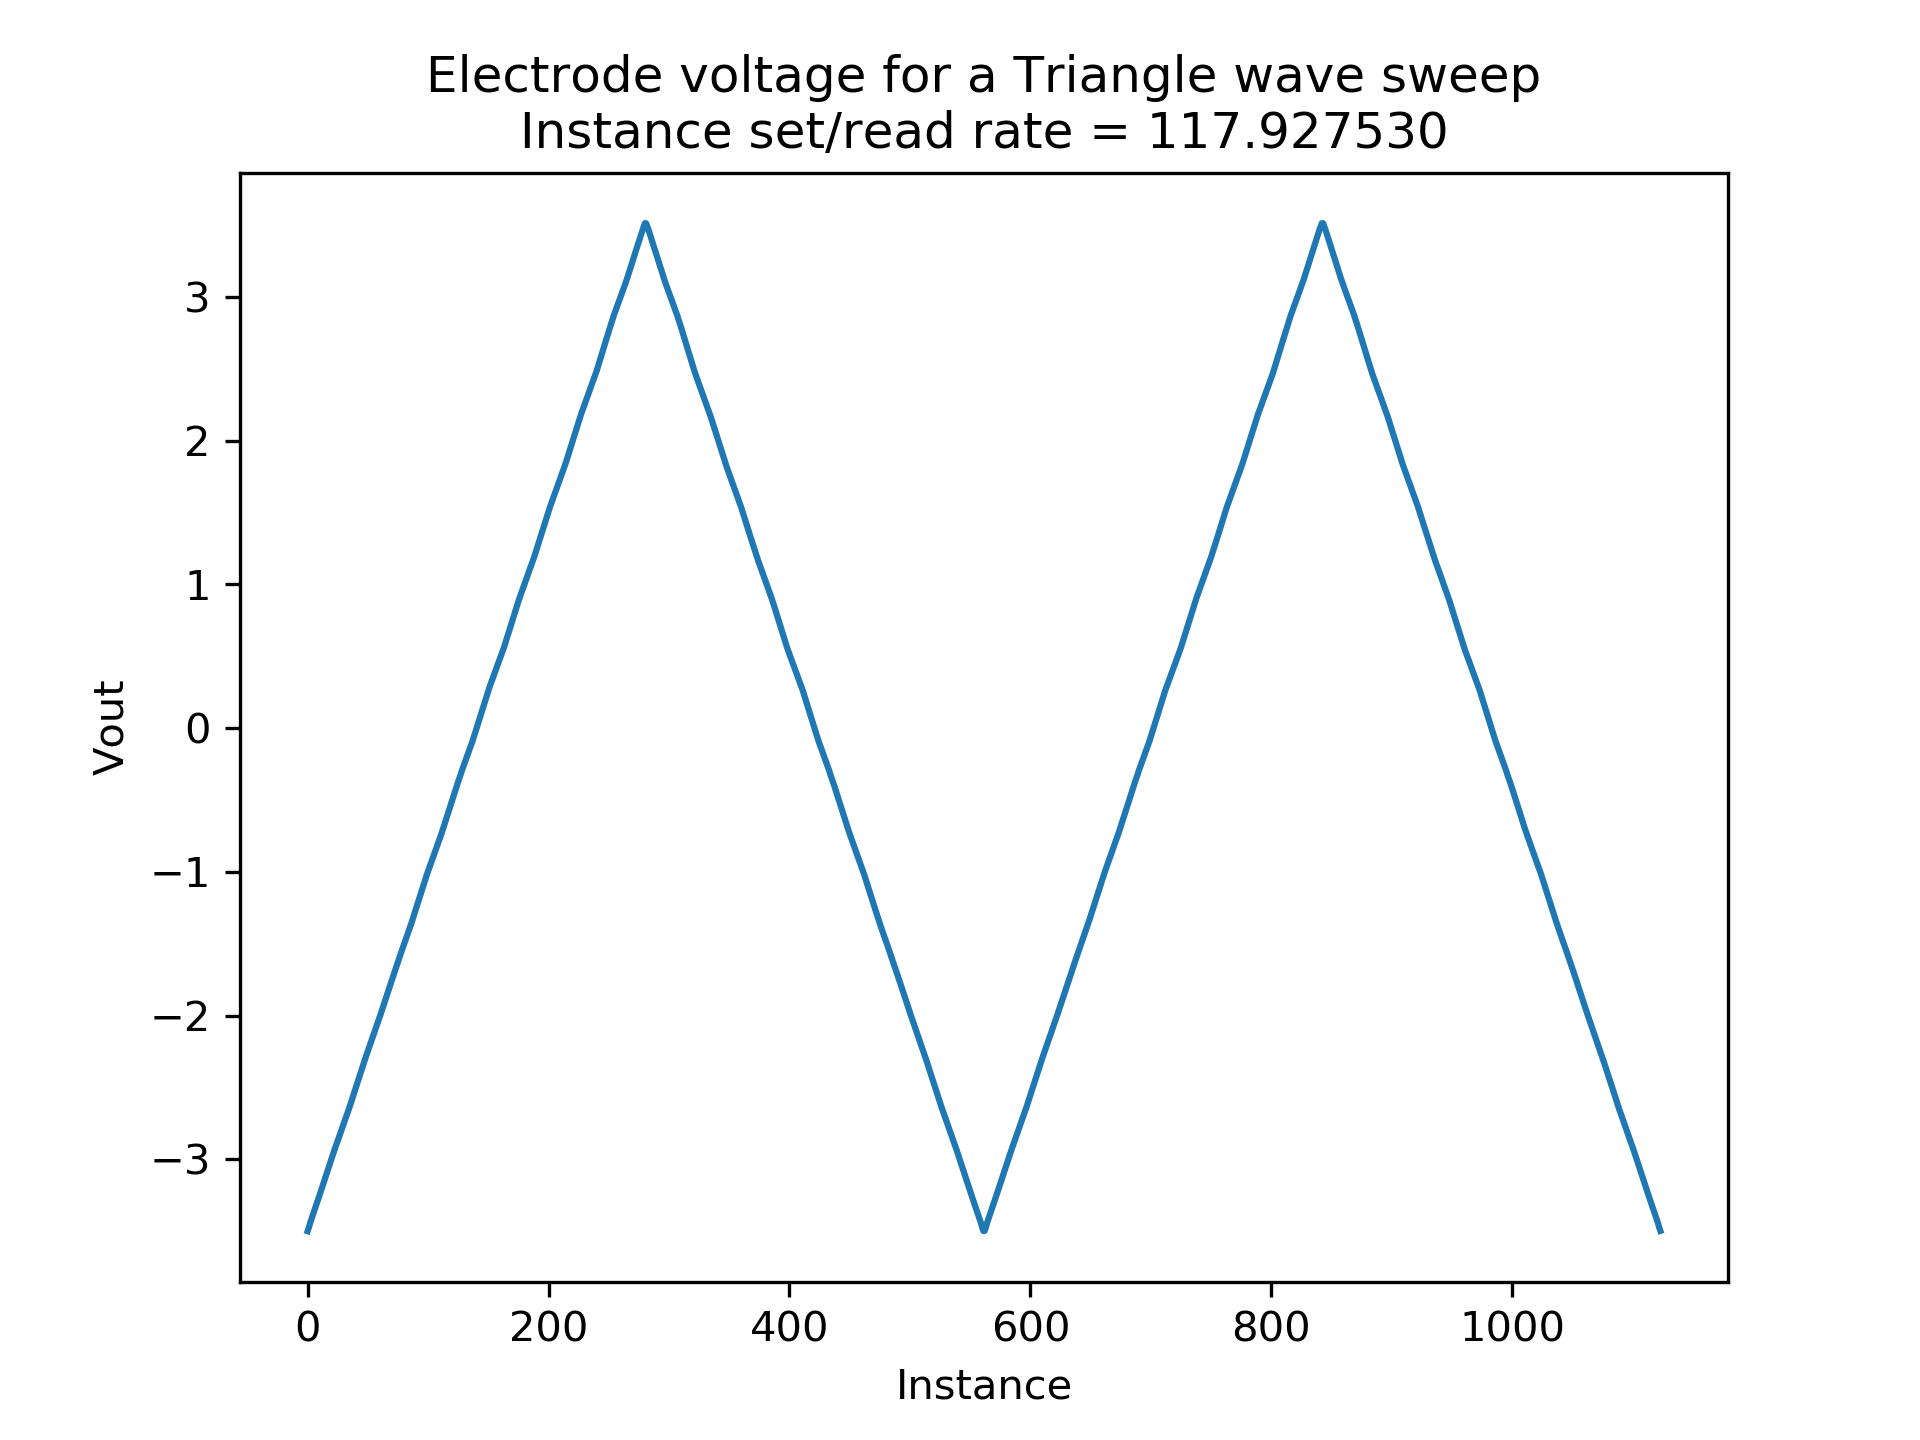 Electrode voltage for a Triangle wave sweep
Instance set/read rate = 117.927530
3
2
1
0
−1
−2
−3
Vout
0 200 400 600 800 1000
Instance